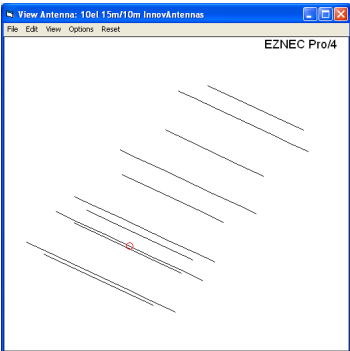 View Antenna: 10el 15m/10m InnovAntennas
File Edit View Options Reset
EZNEC Pro/4